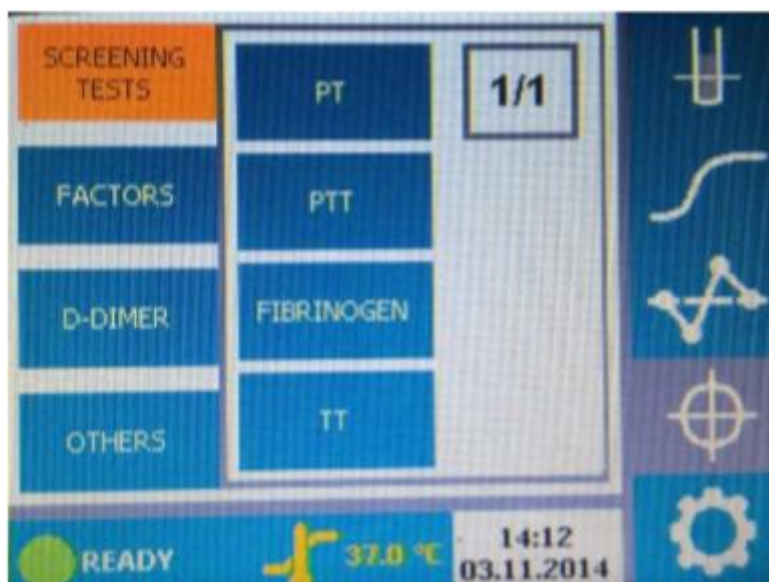 SCREENING
TESTS
FACTORS
D-DIMER
OTHERS
PT
PTT
FIBRINOGEN
TT
1/1
READY
37.0 °C
14:12
03.11.2014